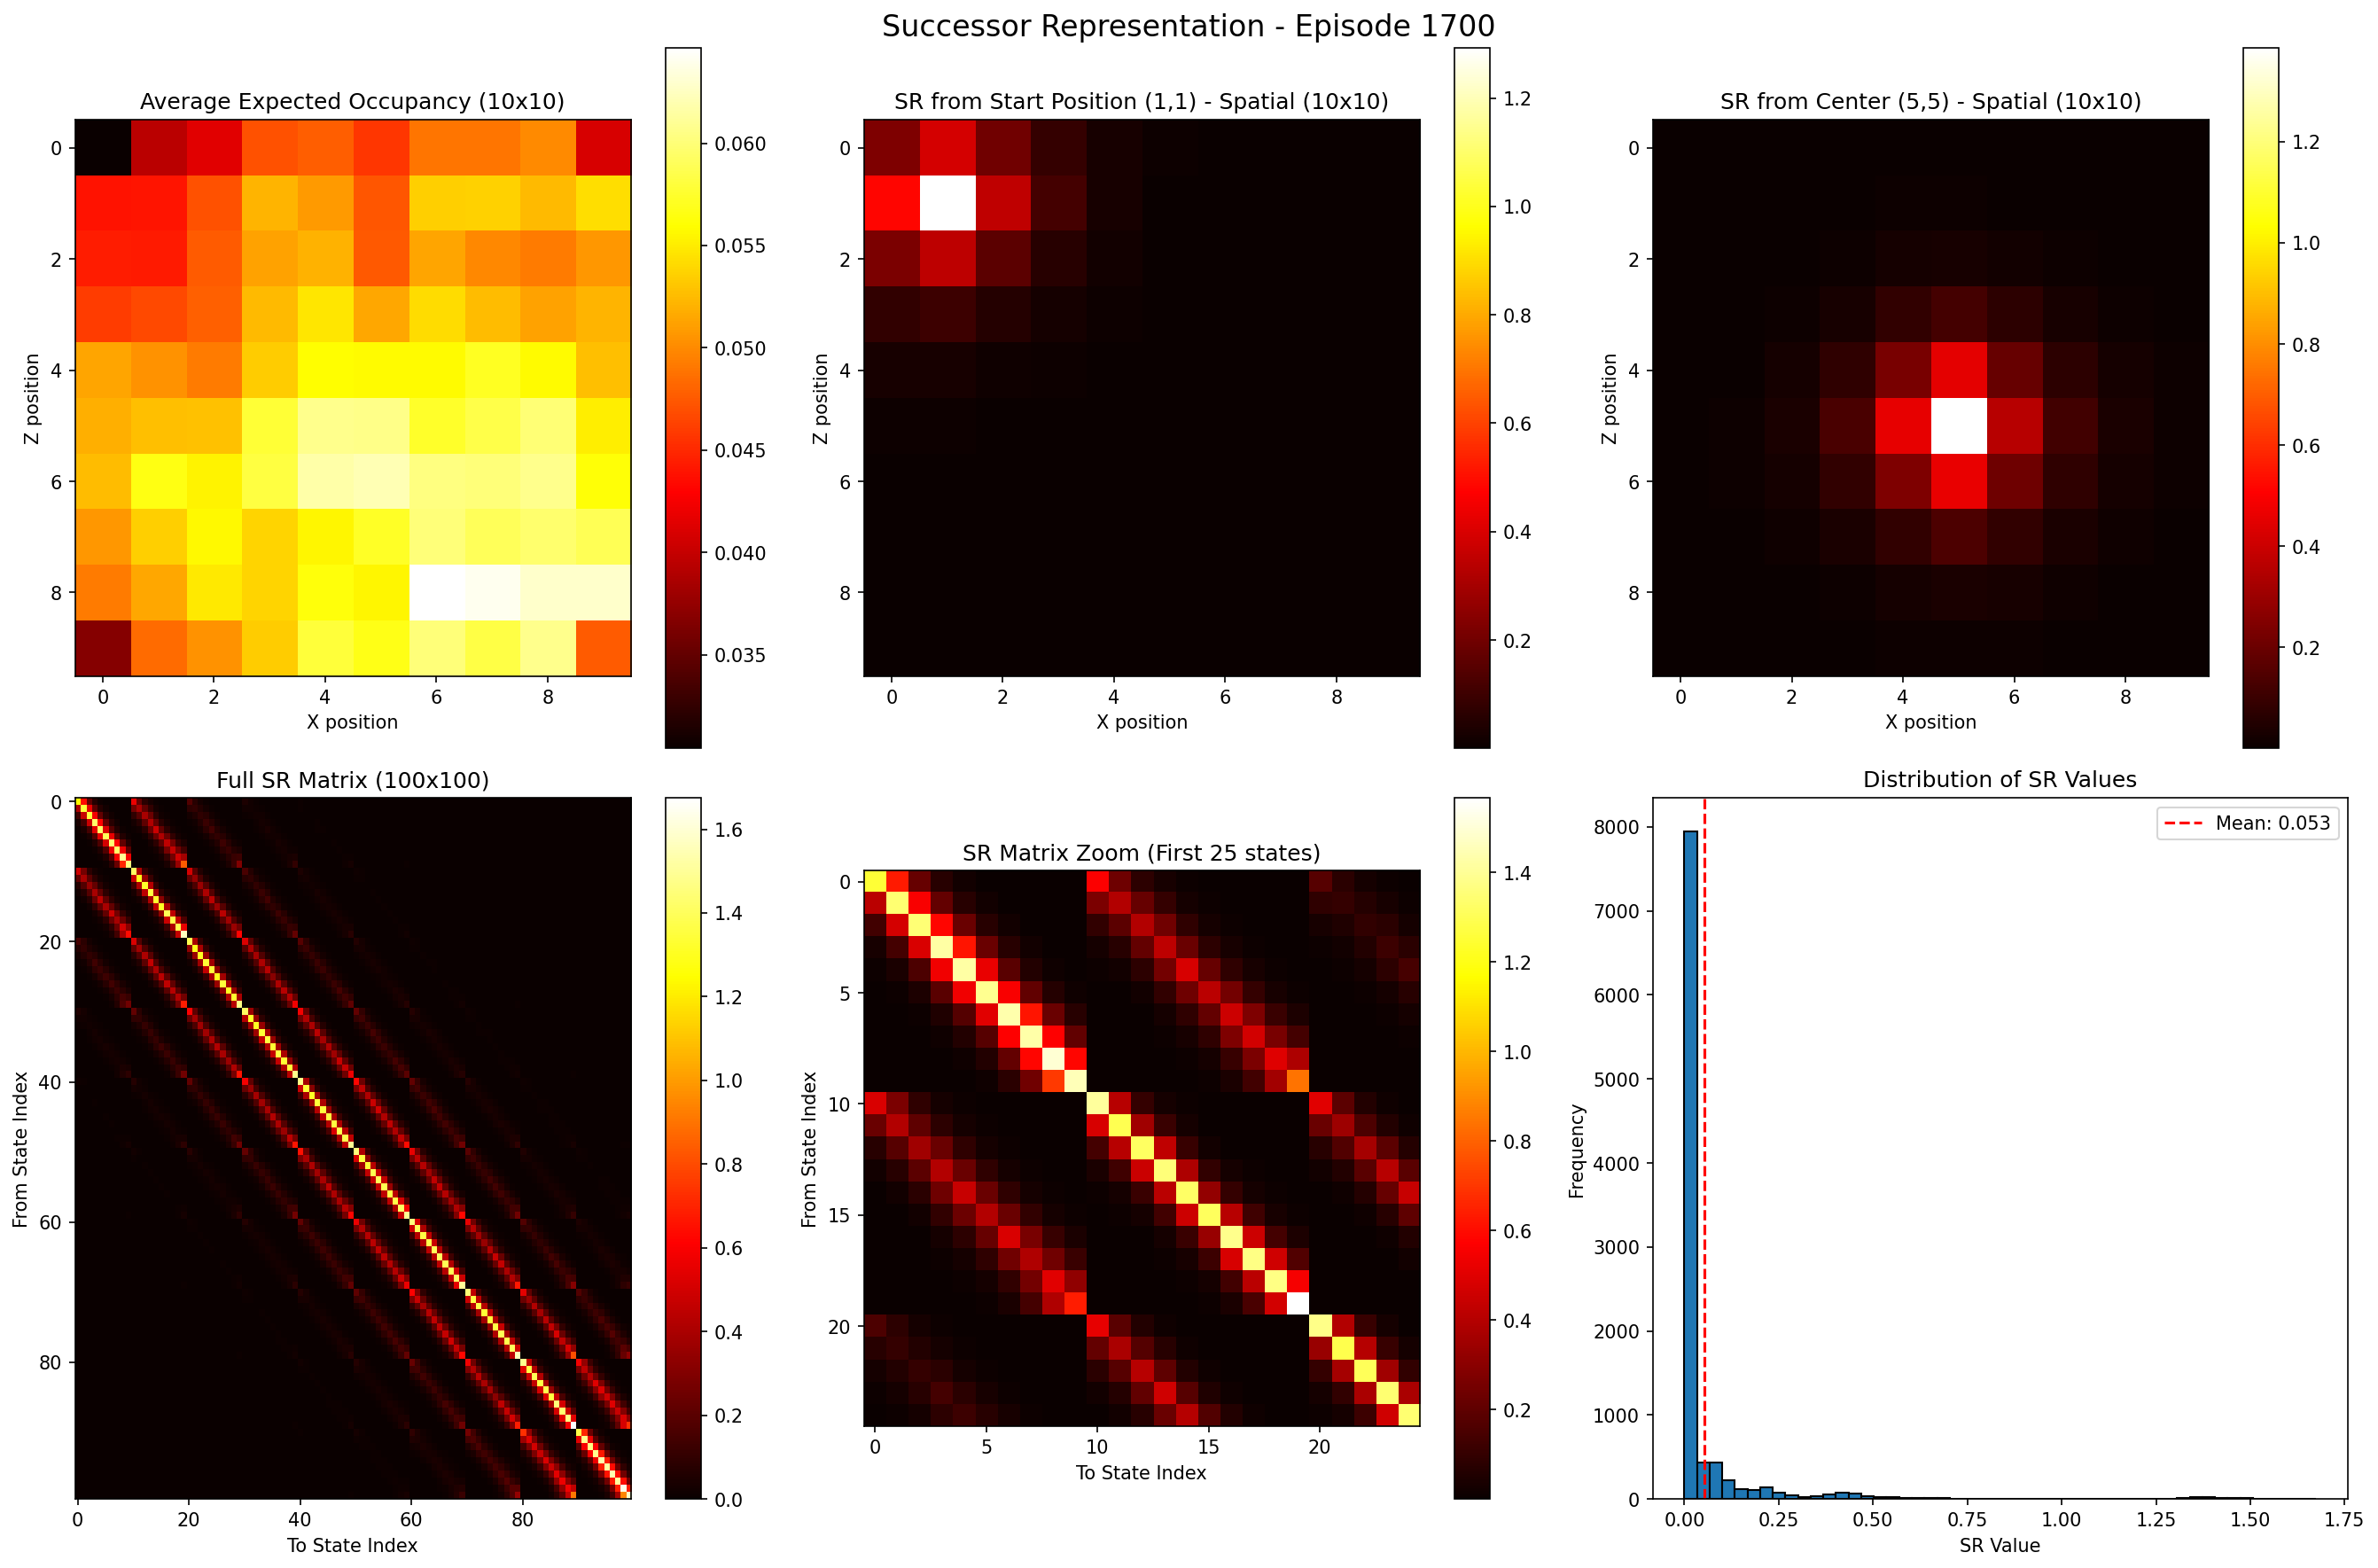 Successor Representation - Episode 1700
Average Expected Occupancy (10x10)
0
2
4
6
8
Z position
0 2 4 6 8
X position
0.060
0.055
0.050
0.045
0.040
0.035
SR from Start Position (1,1) - Spatial (10x10)
0
2
4
6
8
Z position
0 2 4 6 8
X position
1.2
1.0
0.8
0.6
0.4
0.2
SR from Center (5,5) - Spatial (10x10)
0
2
4
6
8
Z position
0 2 4 6 8
X position
1.2
1.0
0.8
0.6
0.4
0.2
Full SR Matrix (100x100)
0
20
40
60
80
From State Index
0 20 40 60 80
To State Index
1.6
1.4
1.2
1.0
0.8
0.6
0.4
0.2
0.0
SR Matrix Zoom (First 25 states)
0
5
10
15
20
From State Index
0 5 10 15 20
To State Index
1.4
1.2
1.0
0.8
0.6
0.4
0.2
Distribution of SR Values
Mean: 0.053
8000
7000
6000
5000
4000
3000
2000
1000
0
Frequency
0.00 0.25 0.50 0.75 1.00 1.25 1.50 1.75
SR Value